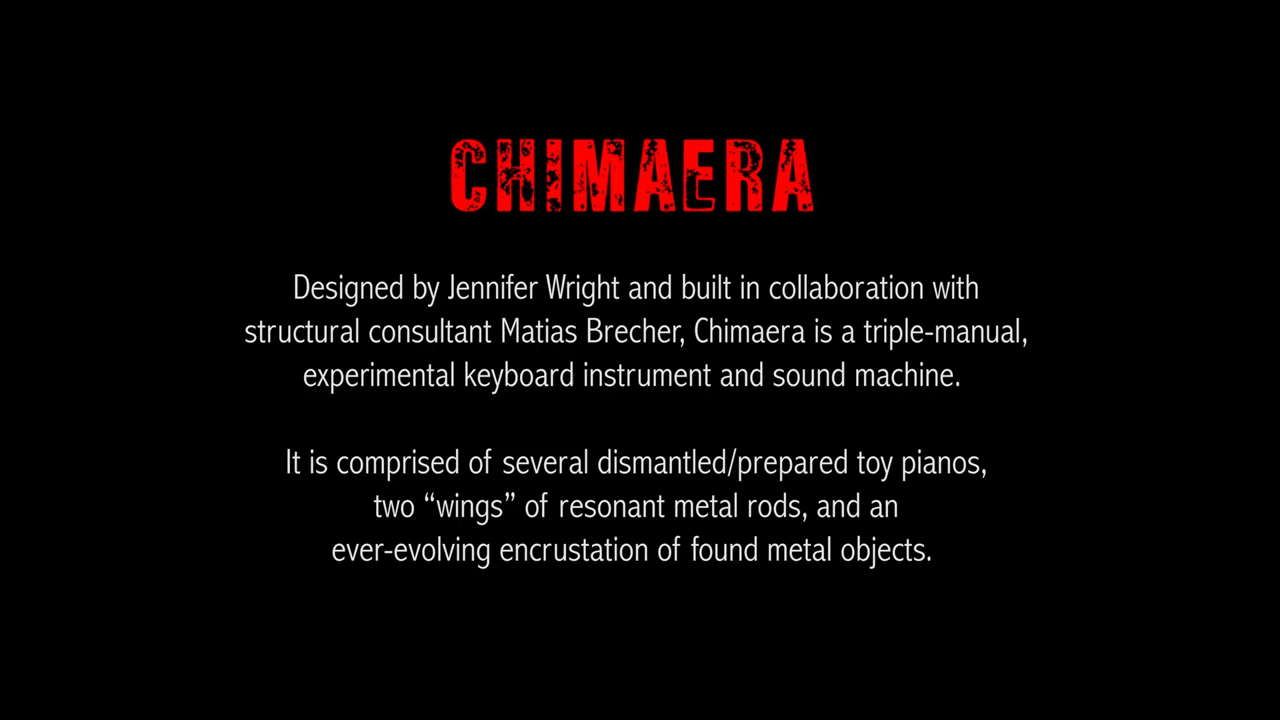 CHIMAERA
Designed by Jennifer Wright and built in collaboration with
structural consultant Matias Brecher, Chimaera is a triple-manual,
experimental keyboard instrument and sound machine.
It is comprised of several dismantled/prepared toy pianos,
two “wings” of resonant metal rods, and an
ever-evolving encrustation of found metal objects.